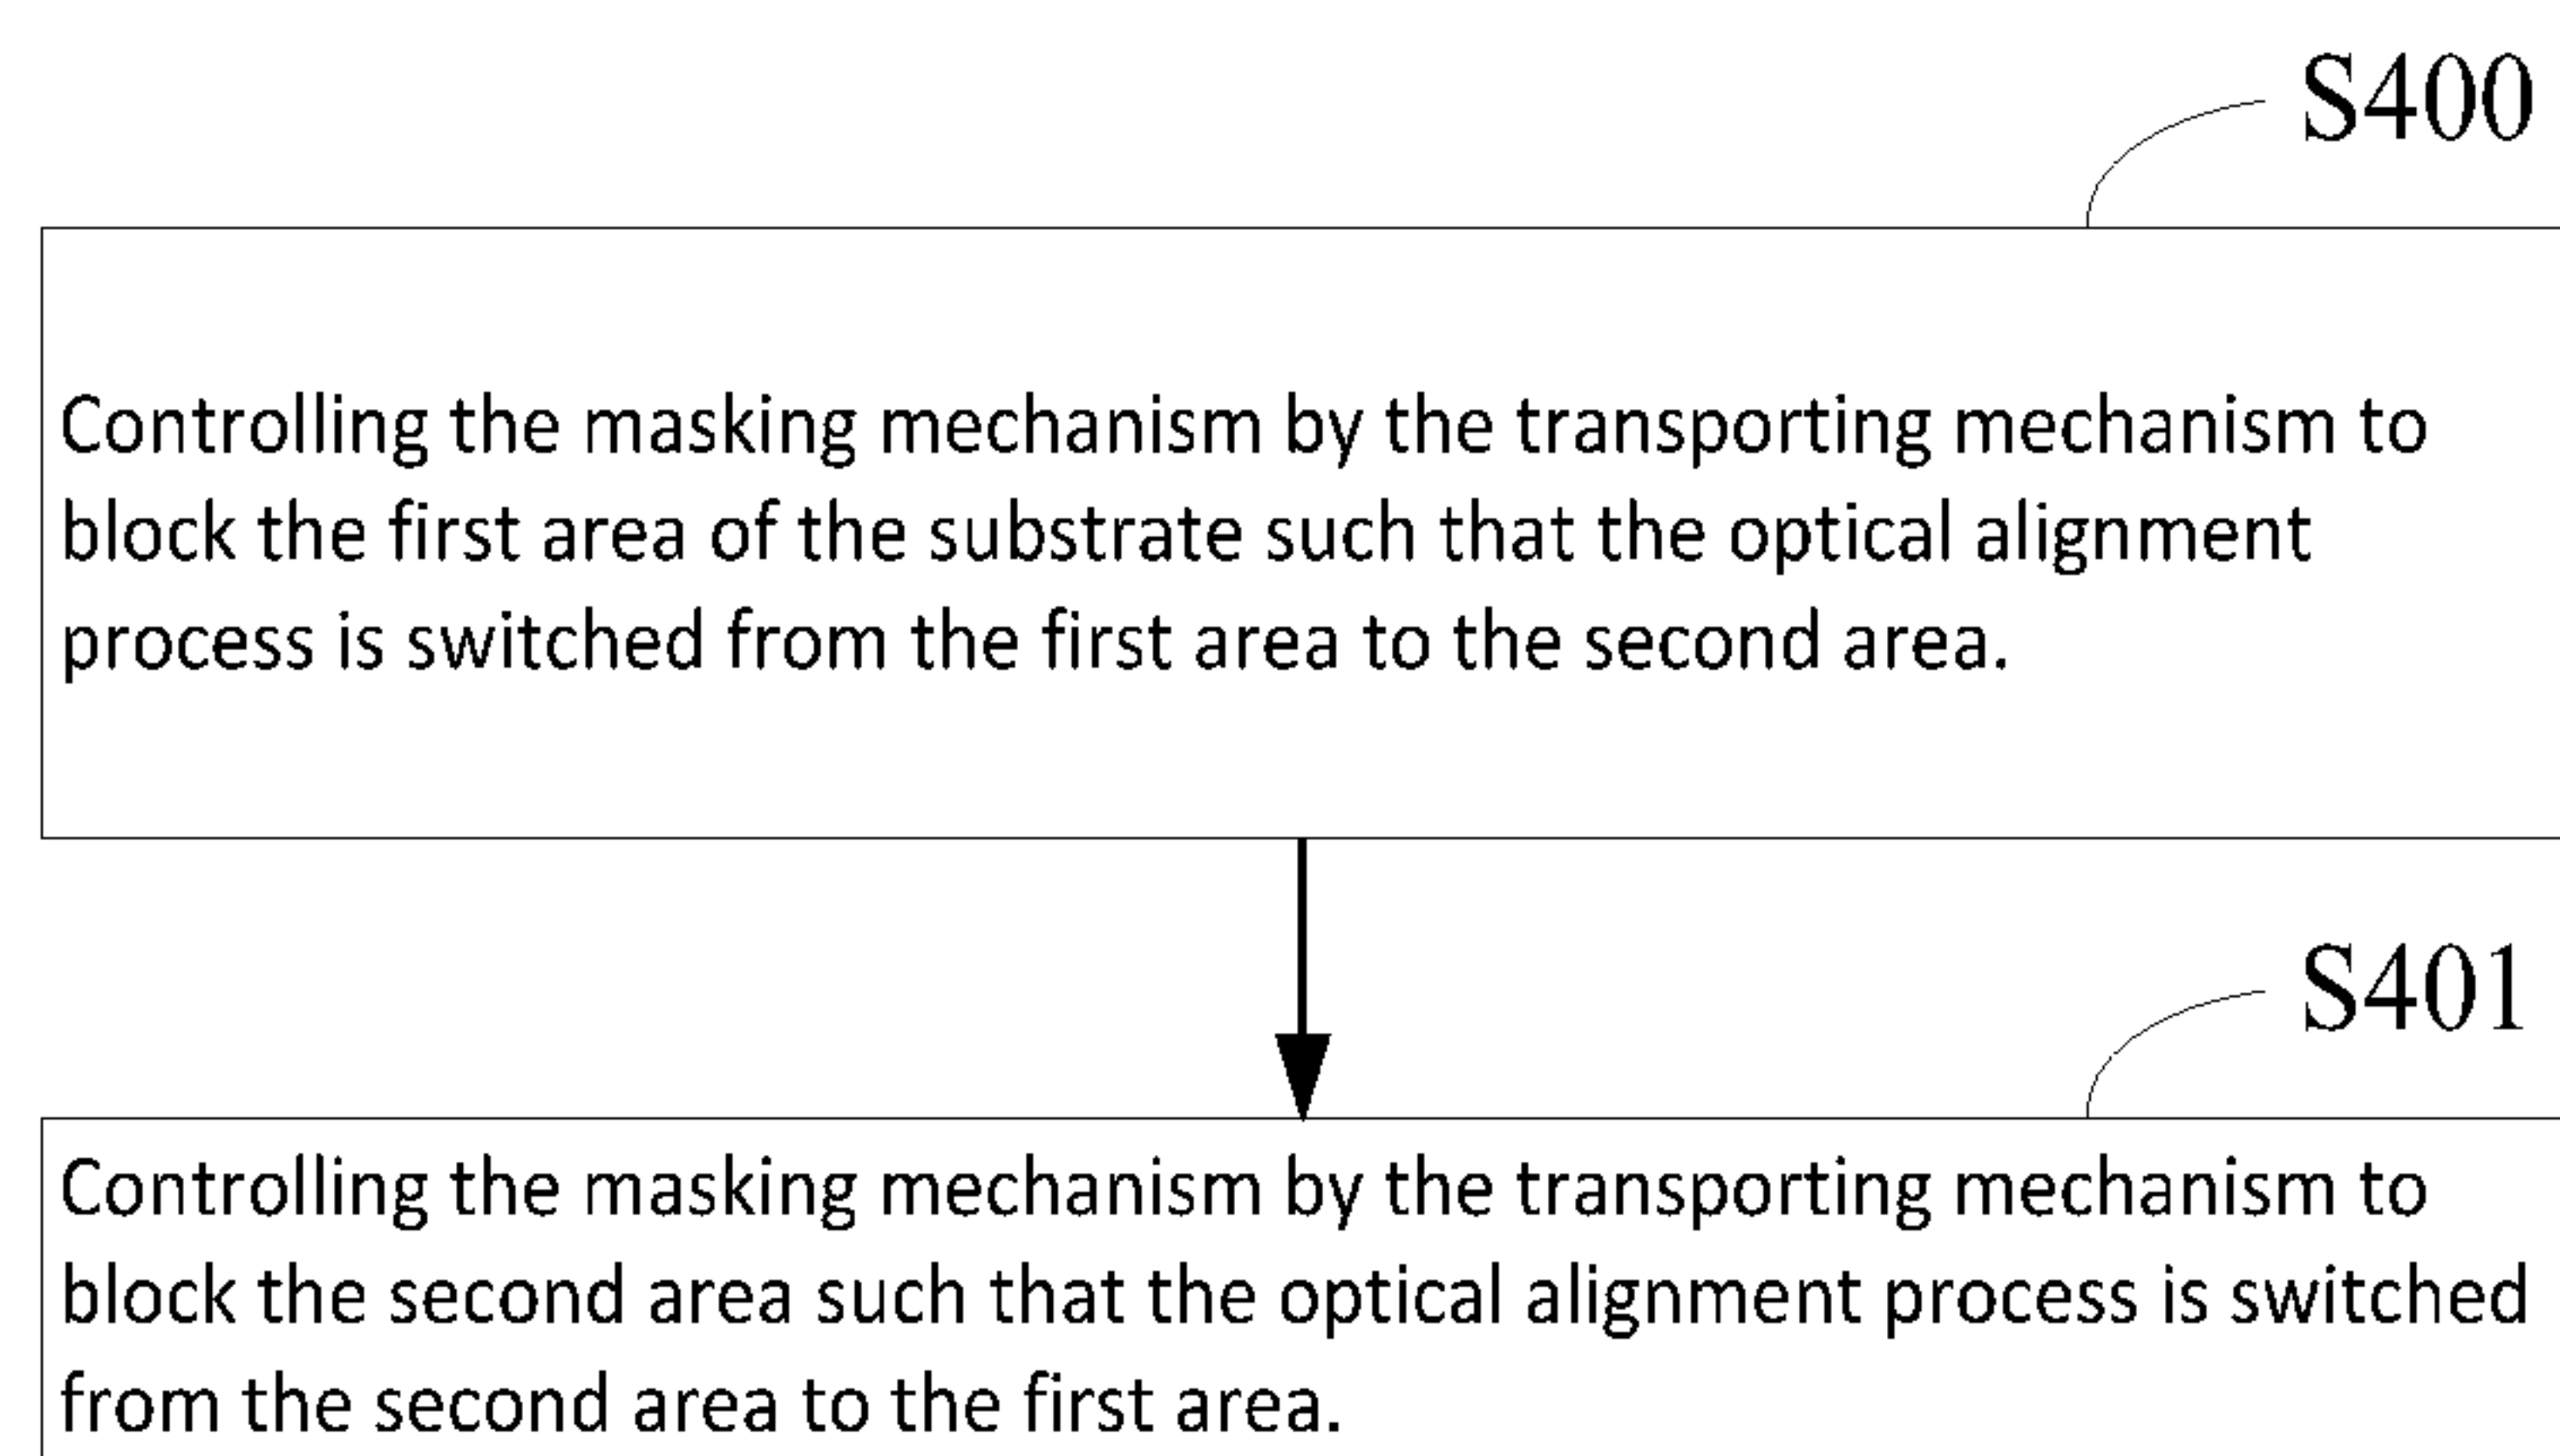 S400
Controlling the masking mechanism by the transporting mechanism to
block the first area of the substrate such that the optical alignment
process is switched from the first area to the second area.
S401
Controlling the masking mechanism by the transporting mechanism to
block the second area such that the optical alignment process is switched
from the second area to the first area.